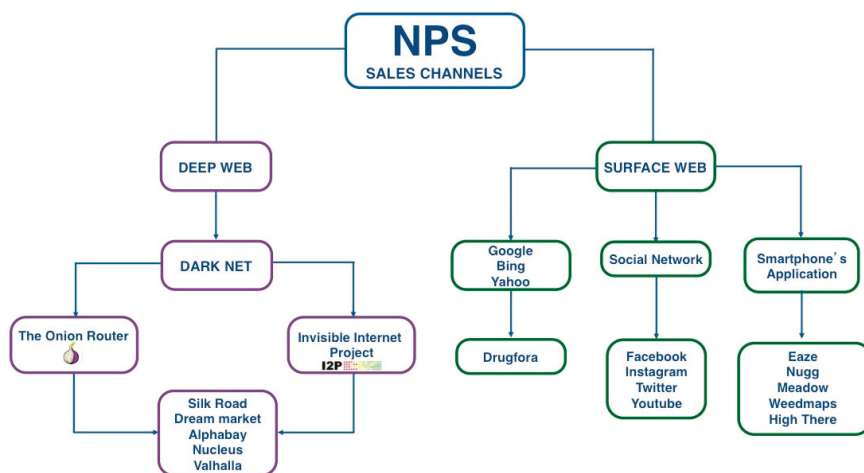 NPS
SALES CHANNELS
DEEP WEB
SURFACE WEB
DARK NET
Google
Bing
Yahoo
Social Network
Smartphone's
Application
The Onion Router
Invisible Internet
Project
I2P
Drugfora
Facebook
Instagram
Twitter
Youtube
Eaze
Nugg
Meadow
Weedmaps
High There
Silk Road
Dream market
Alphabay
Nucleus
Valhalla